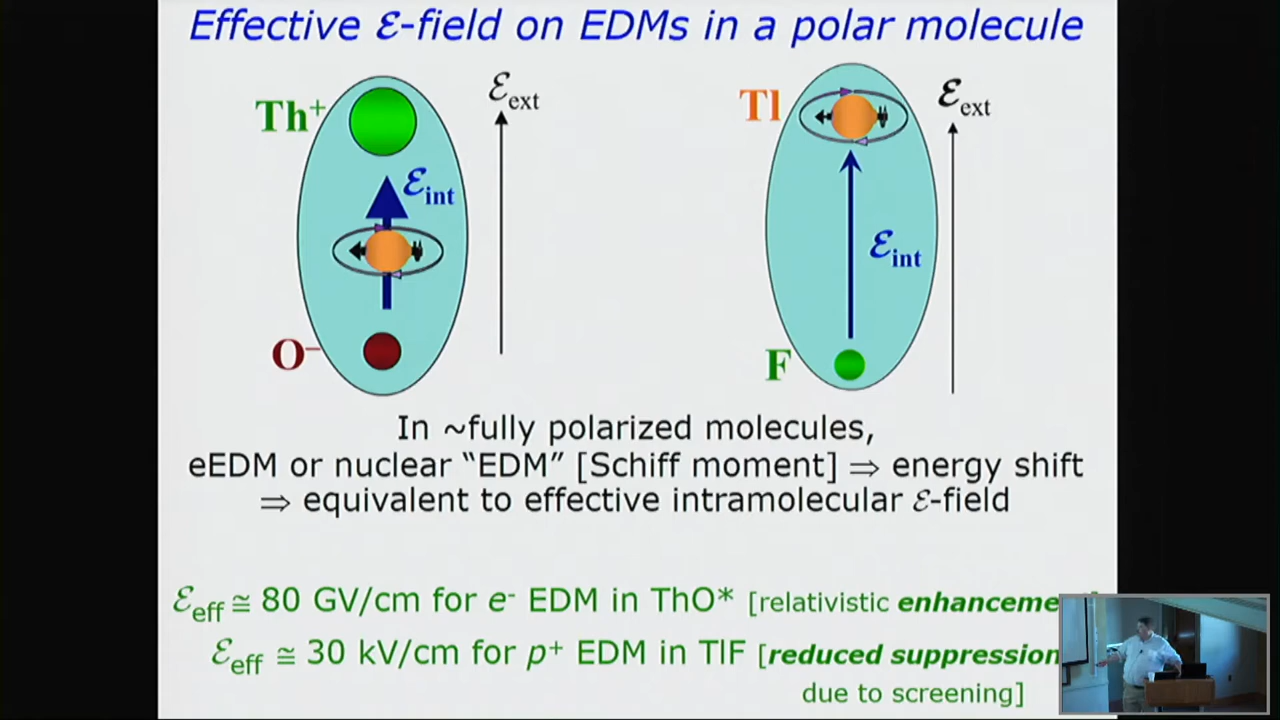 Effective ℰ-field on EDMs in a polar molecule
Th⁺
ℰext
ℰint
O⁻
Tl
ℰext
ℰint
F
In ~fully polarized molecules,
eEDM or nuclear “EDM” [Schiff moment] ⇒ energy shift
⇒ equivalent to effective intramolecular ℰ-field
ℰeff ≅ 80 GV/cm for e⁻ EDM in ThO* [relativistic enhanceme
ℰeff ≅ 30 kV/cm for p⁺ EDM in TlF [reduced suppression
due to screening]